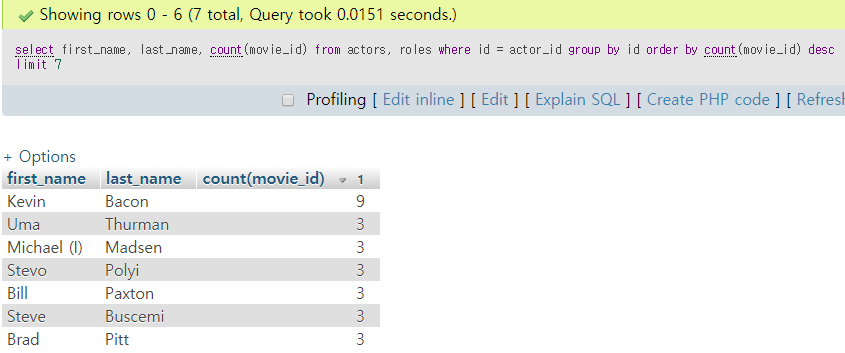 Showing rows 0 - 6 (7 total, Query took 0.0151 seconds.)
select first_name, last_name, count(movie_id) from actors, roles where id = actor_id group by id order by count(movie_id) desc
limit 7
Profiling [ Edit inline ] [ Edit ] [ Explain SQL ] [ Create PHP code ] [ Refresh
+ Options
first_name last_name count(movie_id) 1
Kevin Bacon 9
Uma Thurman 3
Michael (I) Madsen 3
Stevo Polyi 3
Bill Paxton 3
Steve Buscemi 3
Brad Pitt 3